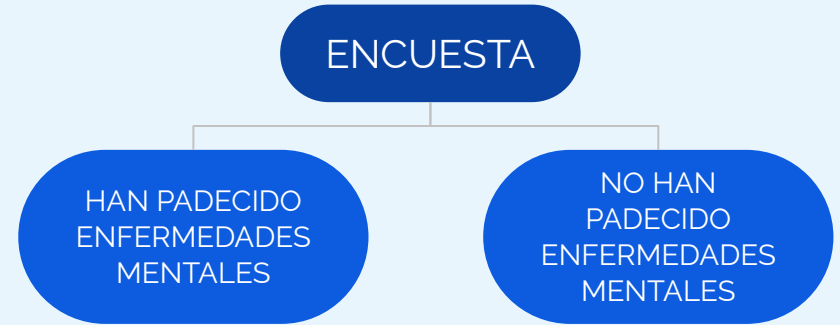 ENCUESTA
HAN PADECIDO
ENFERMEDADES
MENTALES
NO HAN
PADECIDO
ENFERMEDADES
MENTALES